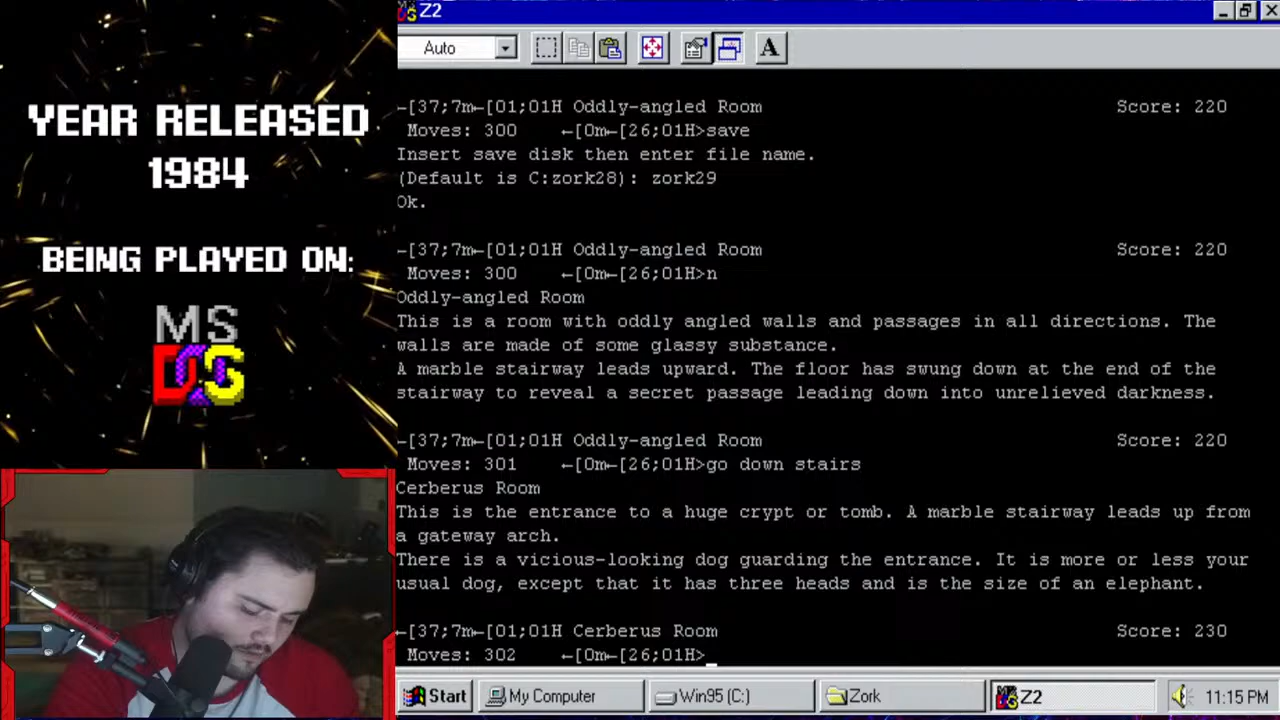 YEAR RELEASED
1984
BEING PLAYED ON:
MS
DOS
Z2
Auto
A
←[37;7m←[01;01H Oddly-angled Room Score: 220
Moves: 300 ←[0m←[26;01H>save
Insert save disk then enter file name.
(Default is C:zork28): zork29
Ok.
←[37;7m←[01;01H Oddly-angled Room Score: 220
Moves: 300 ←[0m←[26;01H>n
Oddly-angled Room
This is a room with oddly angled walls and passages in all directions. The
walls are made of some glassy substance.
A marble stairway leads upward. The floor has swung down at the end of the
stairway to reveal a secret passage leading down into unrelieved darkness.
←[37;7m←[01;01H Oddly-angled Room Score: 220
Moves: 301 ←[0m←[26;01H>go down stairs
Cerberus Room
This is the entrance to a huge crypt or tomb. A marble stairway leads up from
a gateway arch.
There is a vicious-looking dog guarding the entrance. It is more or less your
usual dog, except that it has three heads and is the size of an elephant.
←[37;7m←[01;01H Cerberus Room Score: 230
Moves: 302 ←[0m←[26;01H>_
Start My Computer Win95 (C:) Zork Z2 11:15 PM